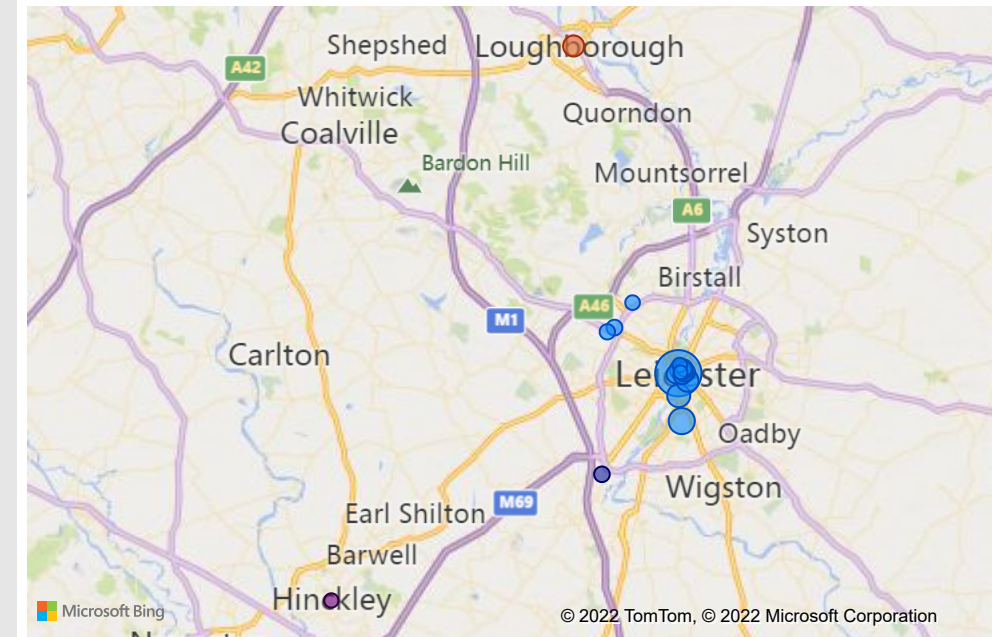 Shepshed
Loughborough
A42
Whitwick
Quorndon
Coalville
Bardon Hill
Mountsorrel
A6
Syston
Birstall
A46
M1
Carlton
Leicester
Oadby
Wigston
M69
Earl Shilton
Barwell
Hinckley
Microsoft Bing
© 2022 TomTom, © 2022 Microsoft Corporation